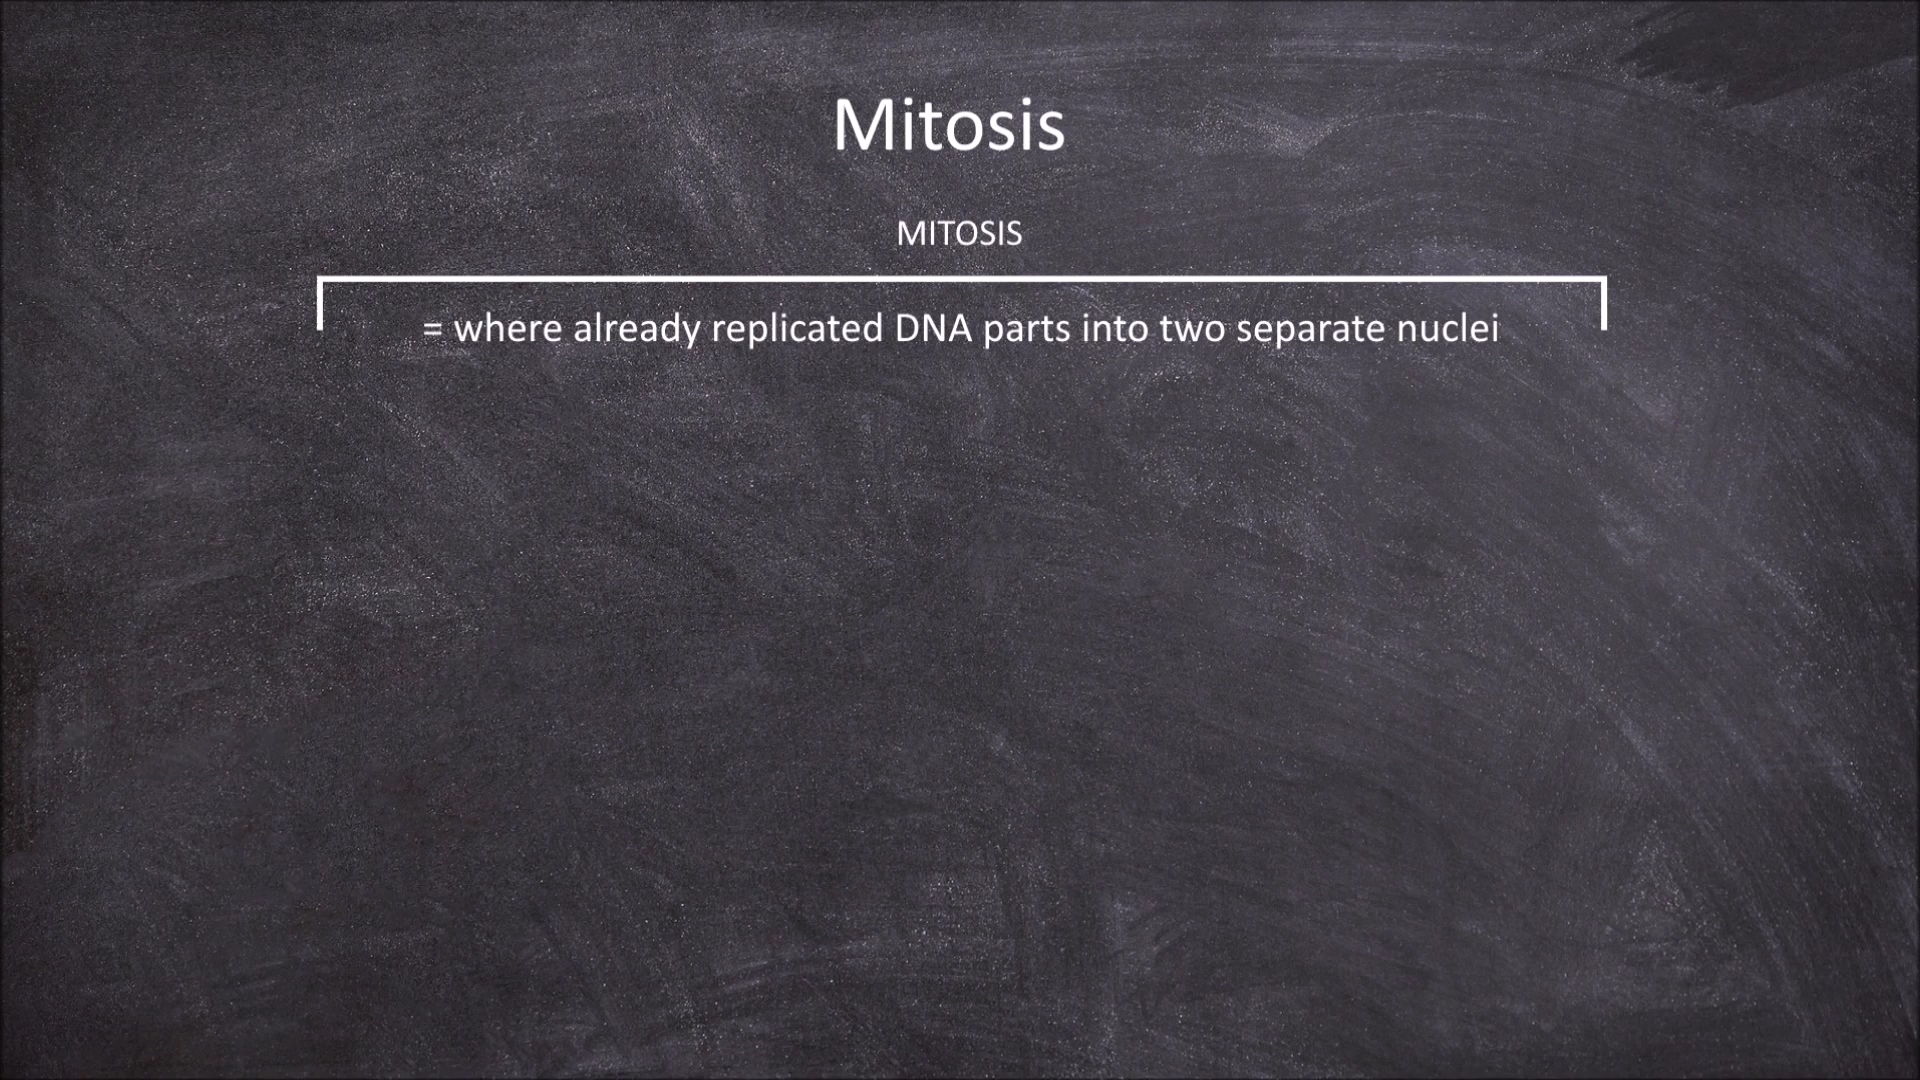 Mitosis
MITOSIS
= where already replicated DNA parts into two separate nuclei